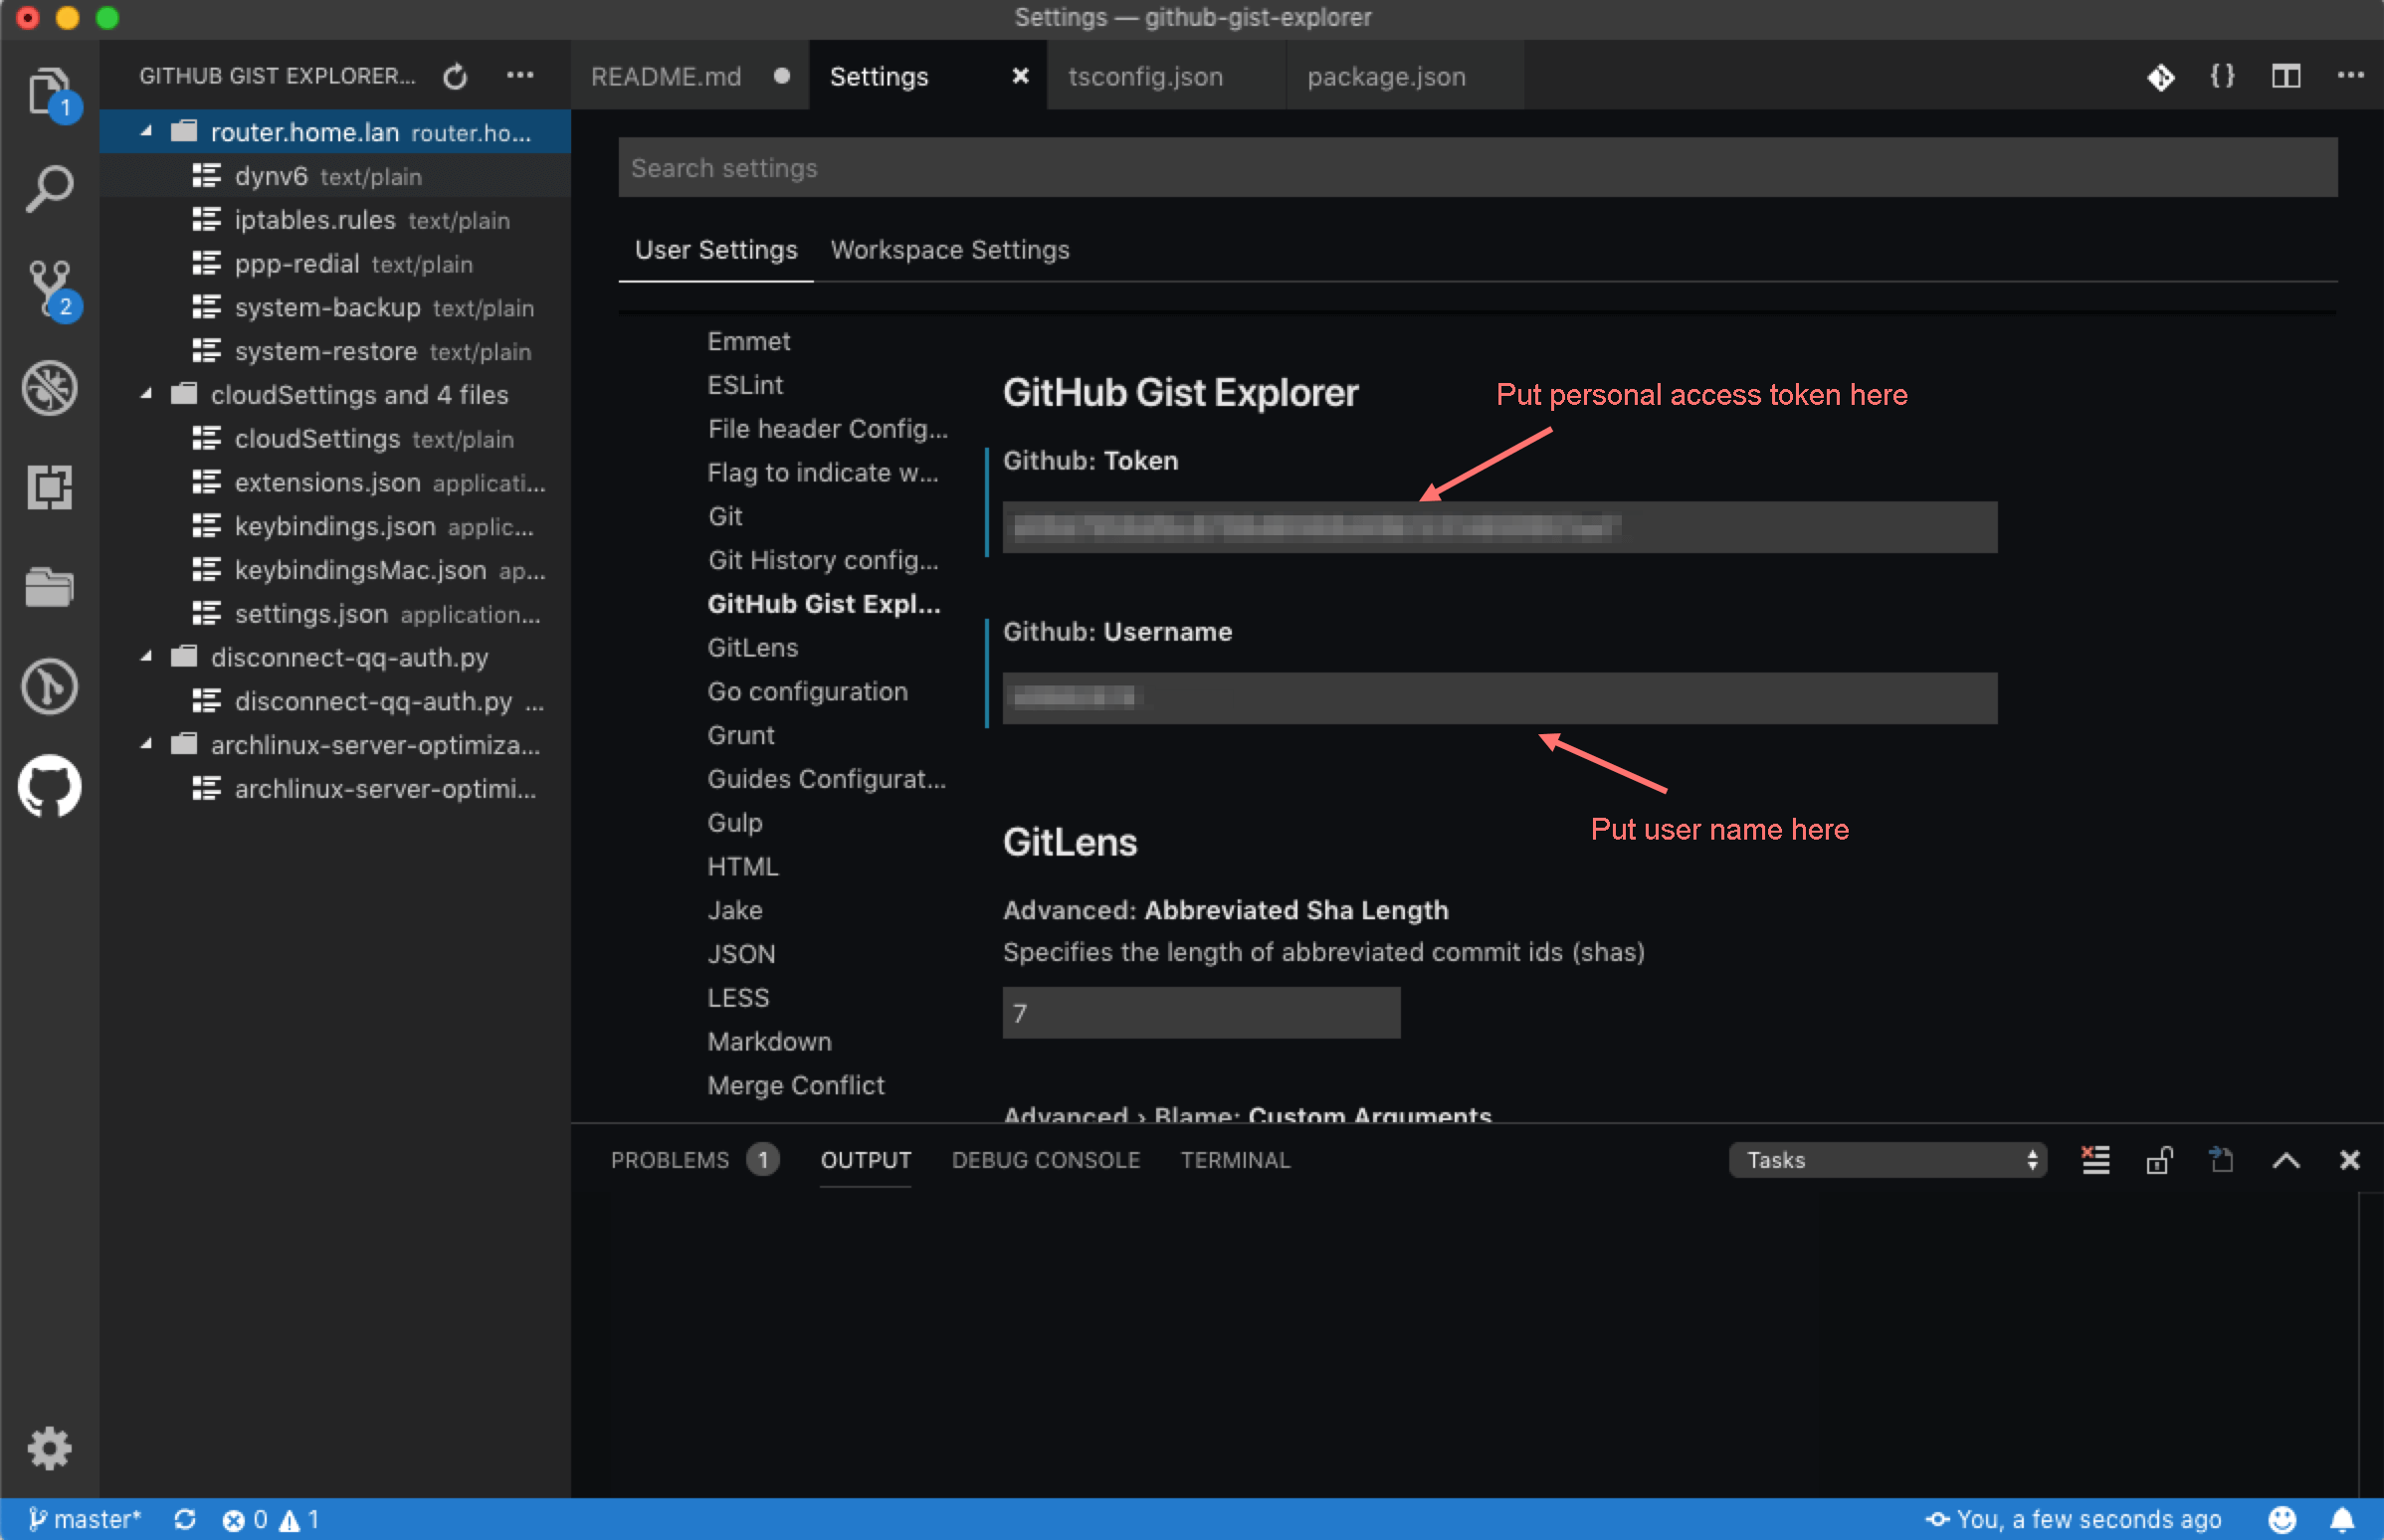 Settings — github-gist-explorer
GITHUB GIST EXPLORER...
README.md
Settings
tsconfig.json
package.json
1
2
router.home.lan router.ho...
dynv6 text/plain
iptables.rules text/plain
ppp-redial text/plain
system-backup text/plain
system-restore text/plain
cloudSettings and 4 files
cloudSettings text/plain
extensions.json applicati...
keybindings.json applic...
keybindingsMac.json ap...
settings.json application...
disconnect-qq-auth.py
disconnect-qq-auth.py ...
archlinux-server-optimiza...
archlinux-server-optimi...
Search settings
User Settings Workspace Settings
Emmet
ESLint
File header Config...
Flag to indicate w...
Git
Git History config...
GitHub Gist Expl...
GitLens
Go configuration
Grunt
Guides Configurat...
Gulp
HTML
Jake
JSON
LESS
Markdown
Merge Conflict
GitHub Gist Explorer
Put personal access token here
Github: Token
Github: Username
Put user name here
GitLens
Advanced: Abbreviated Sha Length
Specifies the length of abbreviated commit ids (shas)
7
Advanced › Blame: Custom Arguments
PROBLEMS 1 OUTPUT DEBUG CONSOLE TERMINAL
Tasks
master* 0 1
You, a few seconds ago